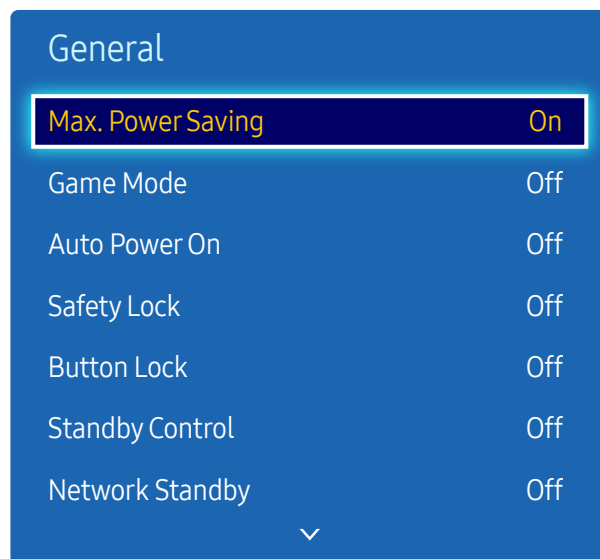 General
Max. Power Saving On
Game Mode Off
Auto Power On Off
Safety Lock Off
Button Lock Off
Standby Control Off
Network Standby Off